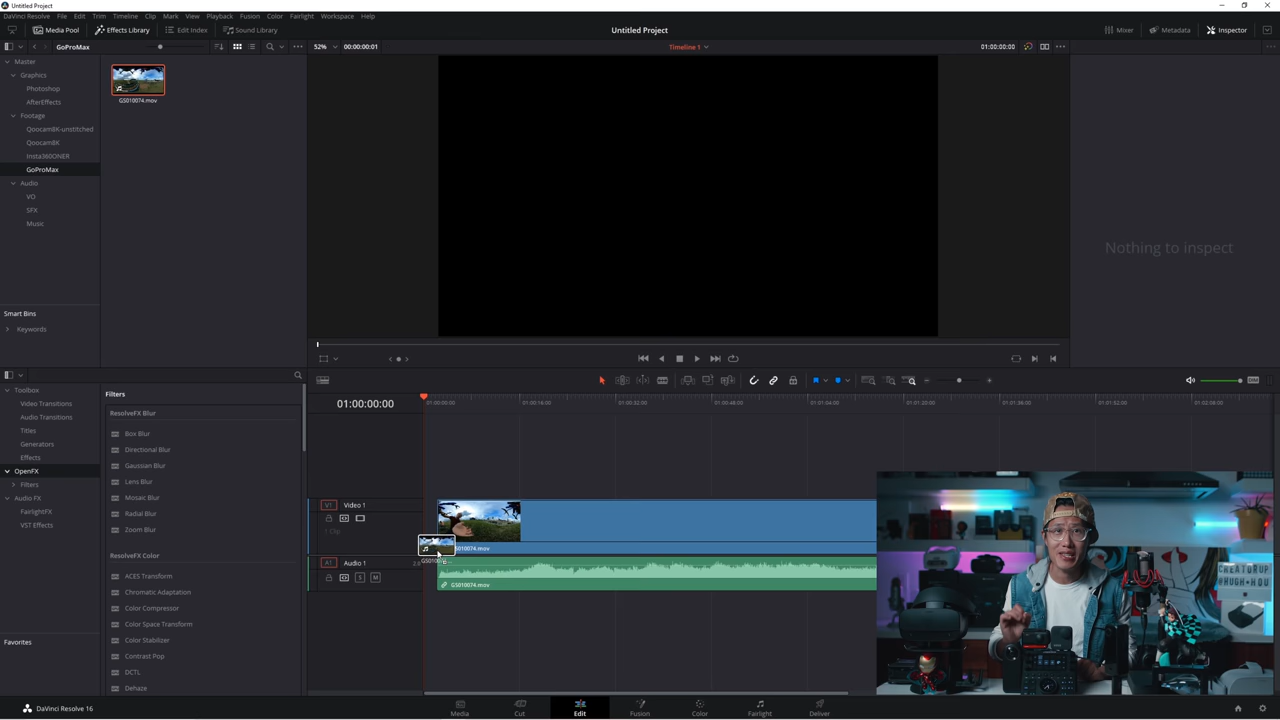 Untitled Project
DaVinci Resolve File Edit Trim Timeline Clip Mark View Playback Fusion Color Fairlight Workspace Help
Media Pool Effects Library Edit Index Sound Library Untitled Project Mixer Metadata Inspector
GoProMax 52% 00:00:00:01 Timeline 1 01:00:00:00
Master
Graphics
Photoshop
AfterEffects
Footage
Qoocam8K-unstitched
Qoocam8K
Insta360ONER
GoProMax
Audio
VO
SFX
Music
GS010074.mov
Nothing to inspect
Smart Bins
Keywords
Toolbox
Video Transitions
Audio Transitions
Titles
Generators
Effects
OpenFX
Filters
Audio FX
FairlightFX
VST Effects
Favorites
Filters
ResolveFX Blur
Box Blur
Directional Blur
Gaussian Blur
Lens Blur
Mosaic Blur
Radial Blur
Zoom Blur
ResolveFX Color
ACES Transform
Chromatic Adaptation
Color Compressor
Color Space Transform
Color Stabilizer
Contrast Pop
DCTL
Dehaze
DIM
01:00:00:00
01:00:00:00 01:00:16:00 01:00:32:00 01:00:48:00 01:01:04:00 01:01:20:00 01:01:36:00 01:01:52:00 01:02:08:00
V1 Video 1
1 Clip
GS010074.mov
A1 Audio 1
S M
GS010074.mov
CREATORUP
@HUGH•HOU
DaVinci Resolve 16
Media Cut Edit Fusion Color Fairlight Deliver